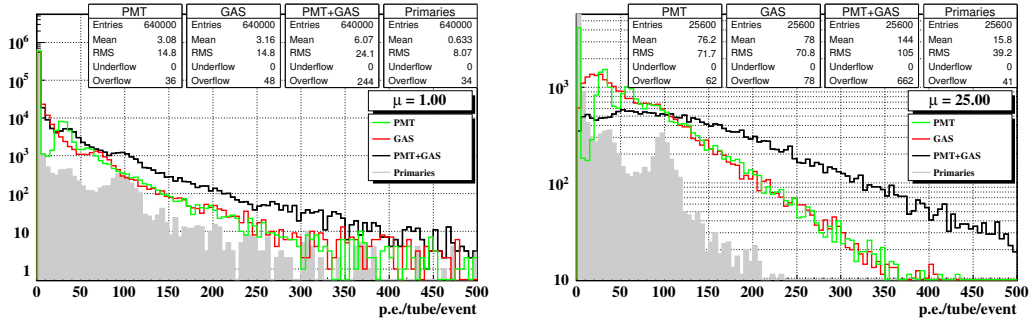 PMT
Entries 640000
Mean 3.08
RMS 14.8
Underflow 0
Overflow 36
GAS
Entries 640000
Mean 3.16
RMS 14.8
Underflow 0
Overflow 48
PMT+GAS
Entries 640000
Mean 6.07
RMS 24.1
Underflow 0
Overflow 244
Primaries
Entries 640000
Mean 0.633
RMS 8.07
Underflow 0
Overflow 34
μ = 1.00
PMT
GAS
PMT+GAS
Primaries
10⁶
10⁵
10⁴
10³
10²
10
1
0 50 100 150 200 250 300 350 400 450 500
p.e./tube/event
PMT
Entries 25600
Mean 76.2
RMS 71.7
Underflow 0
Overflow 62
GAS
Entries 25600
Mean 78
RMS 70.8
Underflow 0
Overflow 78
PMT+GAS
Entries 25600
Mean 144
RMS 105
Underflow 0
Overflow 662
Primaries
Entries 25600
Mean 15.8
RMS 39.2
Underflow 0
Overflow 41
μ = 25.00
PMT
GAS
PMT+GAS
Primaries
10³
10²
10
0 50 100 150 200 250 300 350 400 450 500
p.e./tube/event